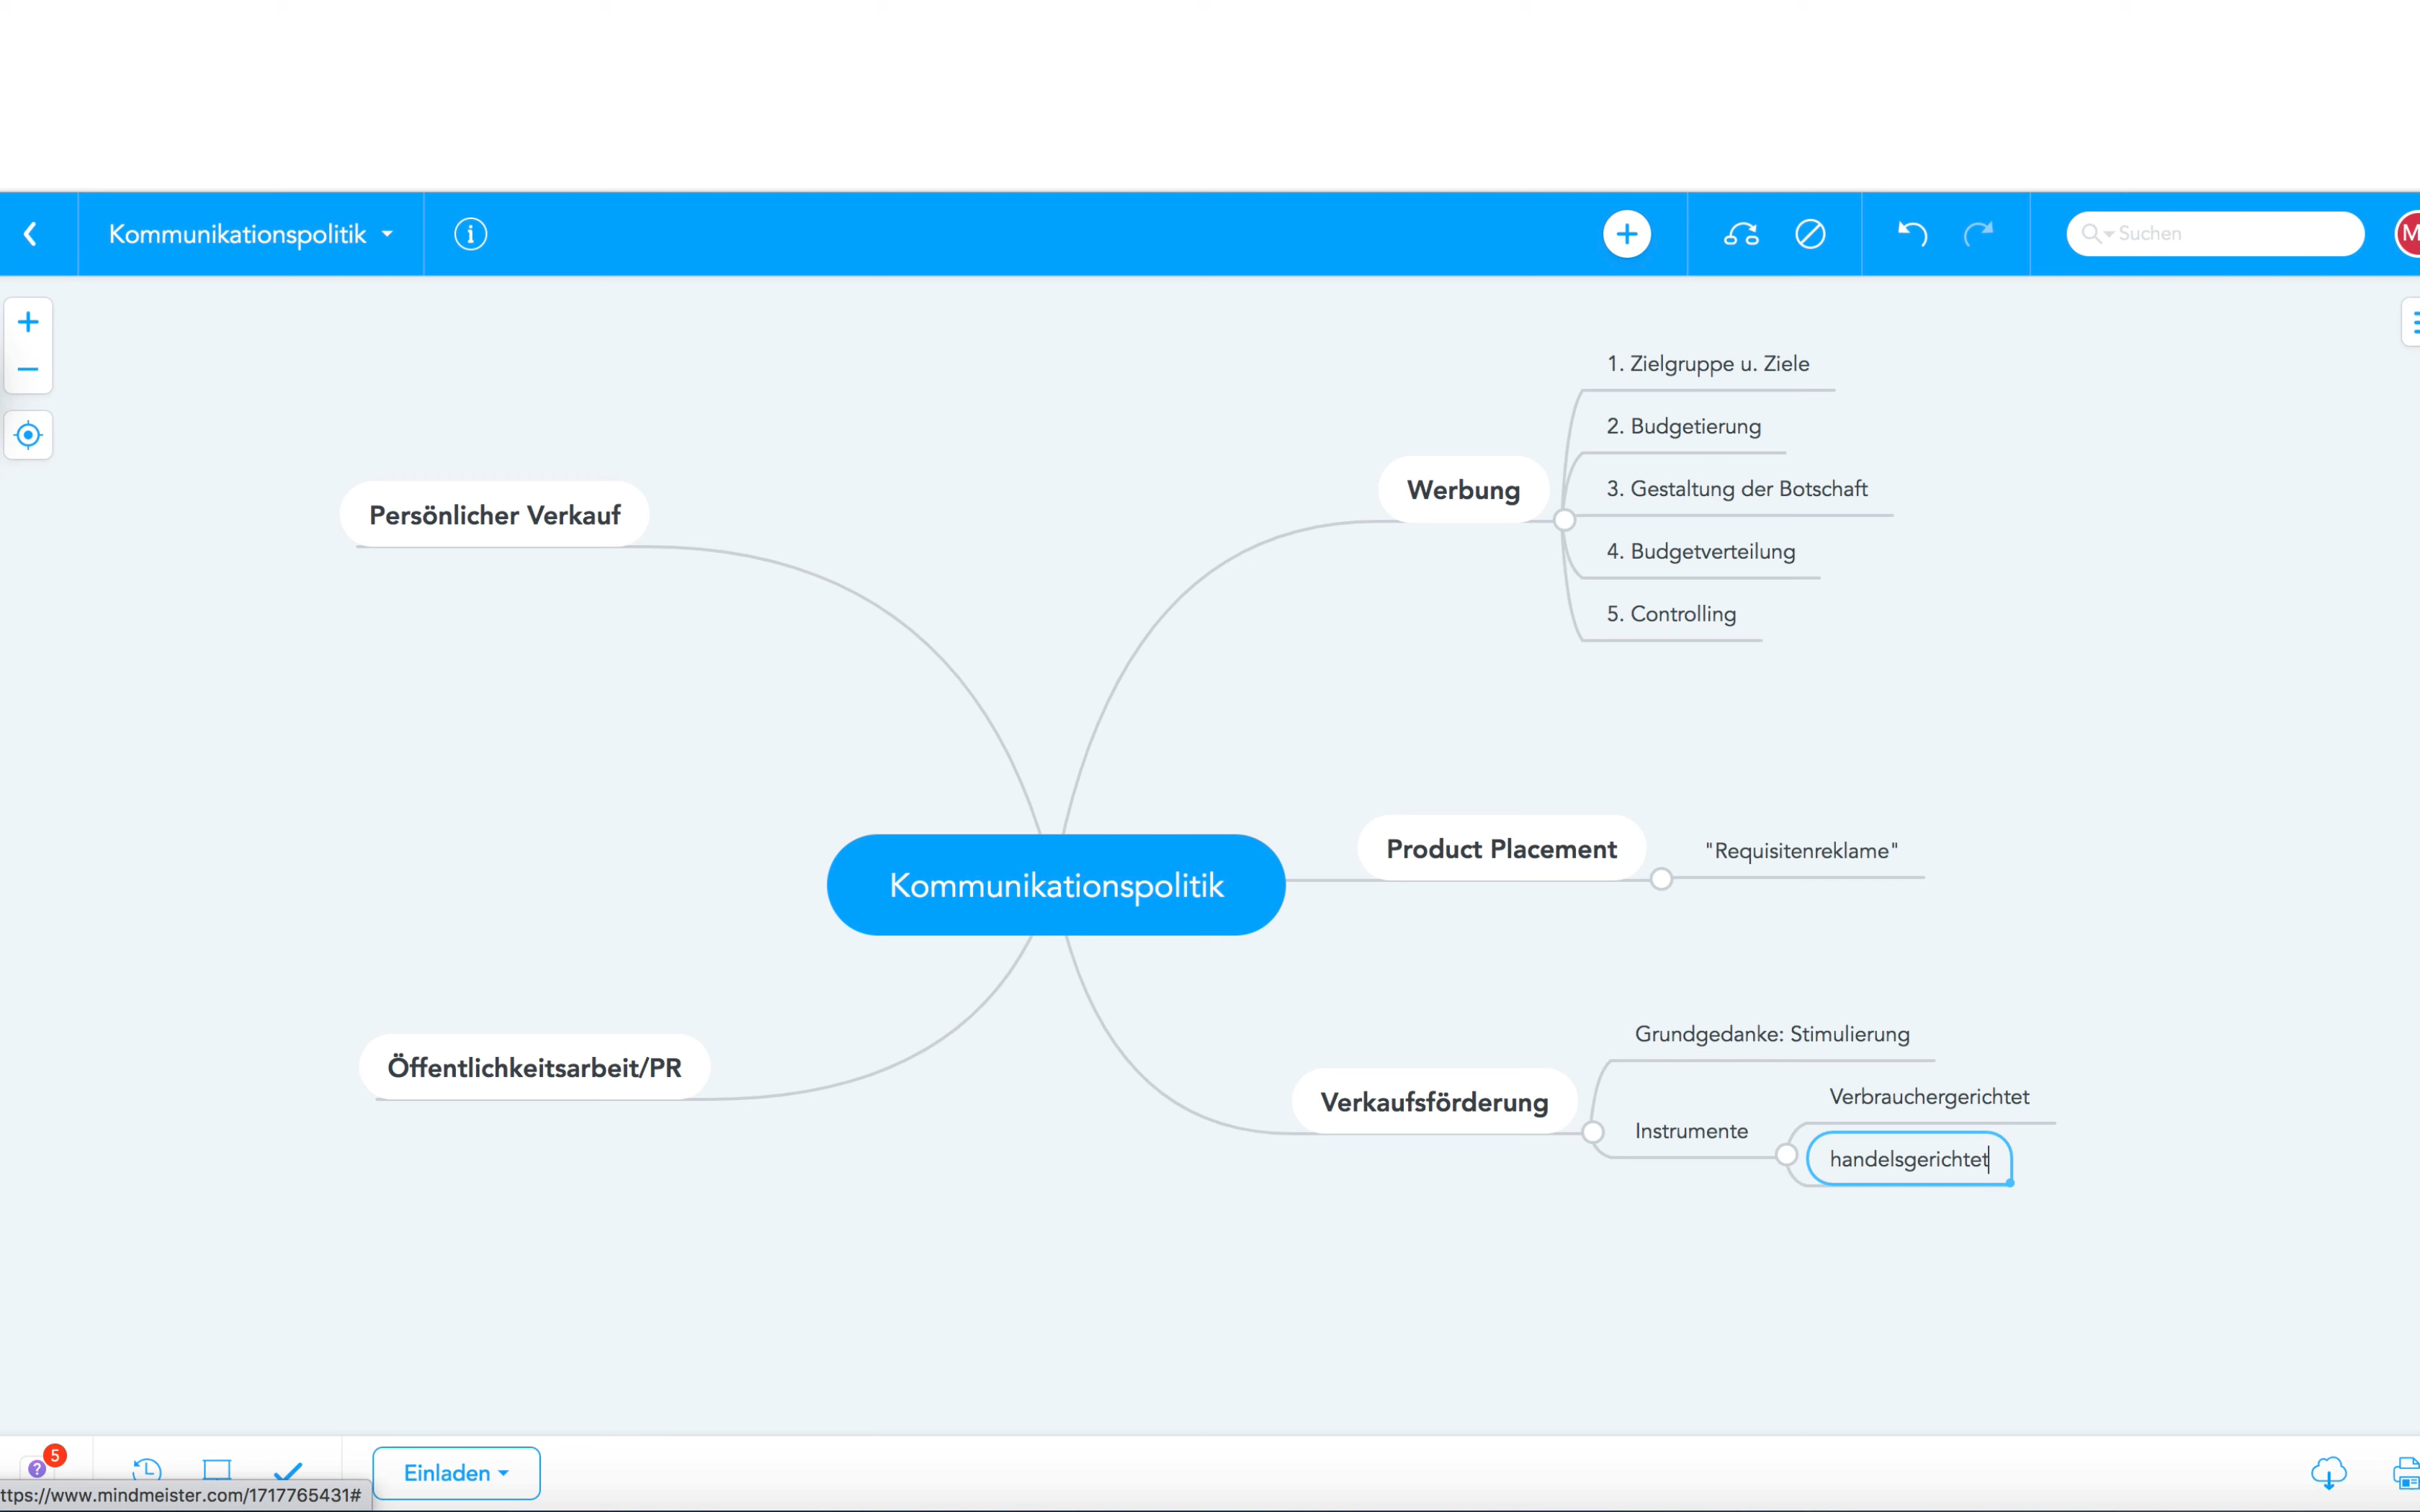 Kommunikationspolitik
Suchen
M
1. Zielgruppe u. Ziele
2. Budgetierung
Werbung
3. Gestaltung der Botschaft
4. Budgetverteilung
5. Controlling
Persönlicher Verkauf
Product Placement
"Requisitenreklame"
Kommunikationspolitik
Öffentlichkeitsarbeit/PR
Verkaufsförderung
Grundgedanke: Stimulierung
Instrumente
Verbrauchergerichtet
handelsgerichtet
5
Einladen
ttps://www.mindmeister.com/1717765431#